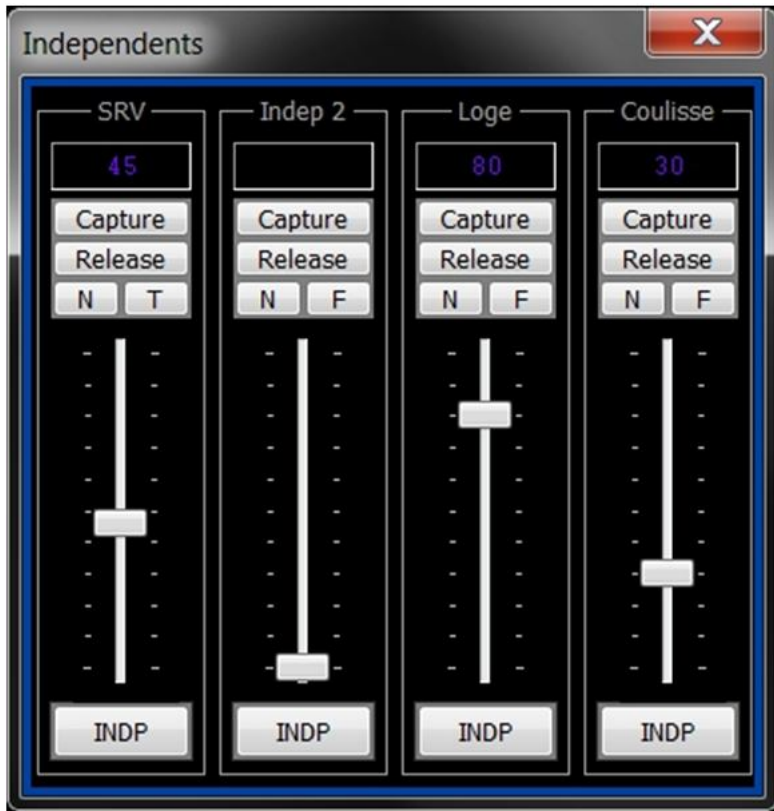 Independents
X
SRV Indep 2 Loge Coulisse
45 80 30
Capture Capture Capture Capture
Release Release Release Release
N T N F N F N F
INDP INDP INDP INDP